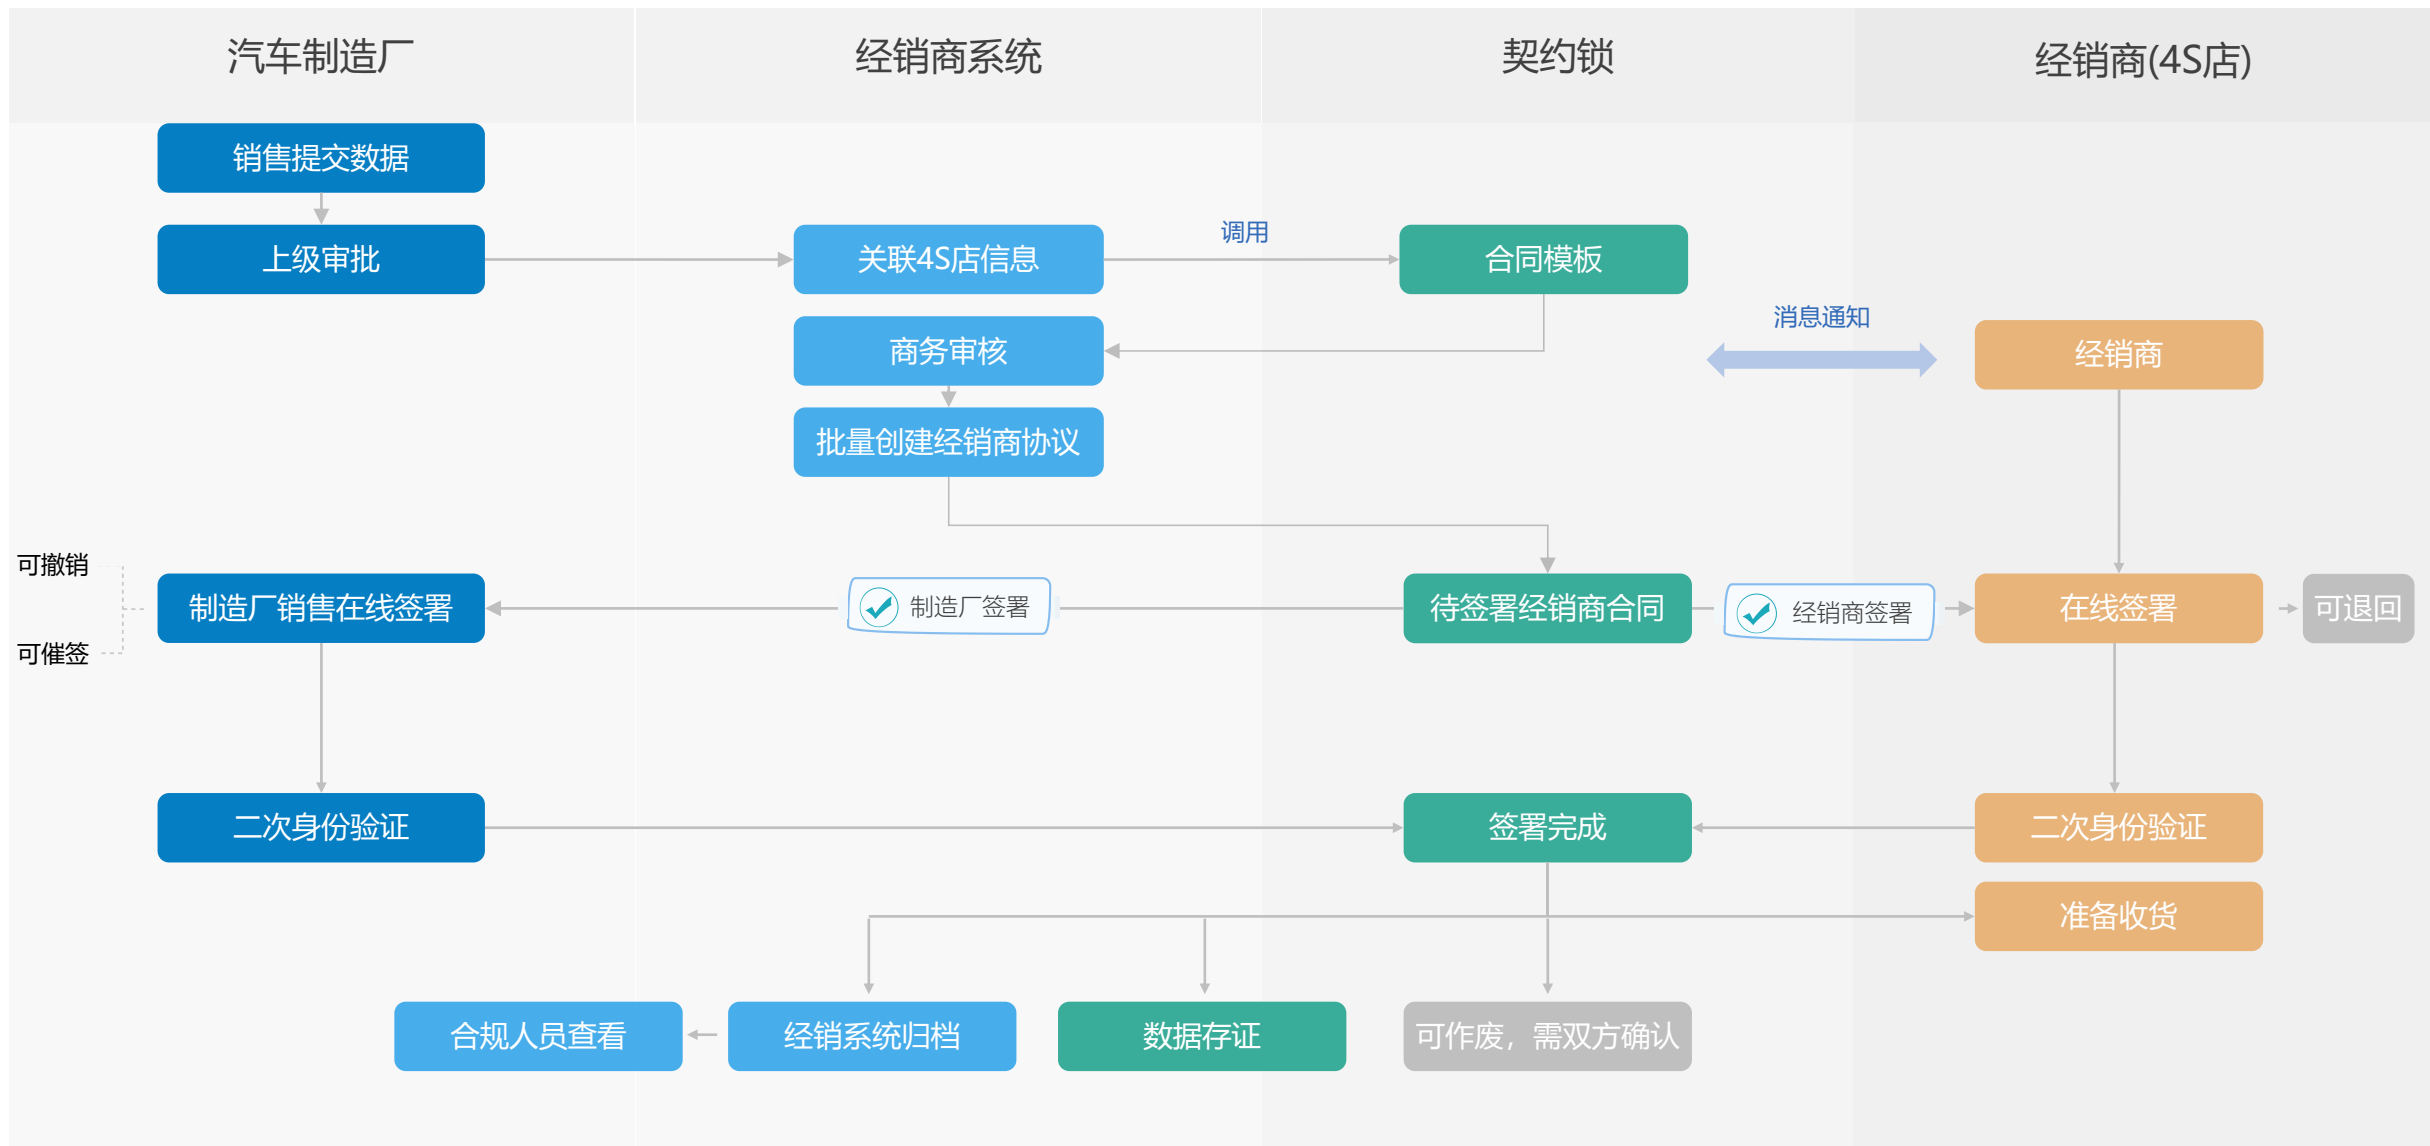 汽车制造厂
经销商系统
契约锁
经销商(4S店)
销售提交数据
上级审批
关联4S店信息
调用
合同模板
商务审核
消息通知
经销商
批量创建经销商协议
可撤销
可催签
制造厂销售在线签署
制造厂签署
待签署经销商合同
经销商签署
在线签署
可退回
二次身份验证
签署完成
二次身份验证
准备收货
合规人员查看
经销系统归档
数据存证
可作废，需双方确认